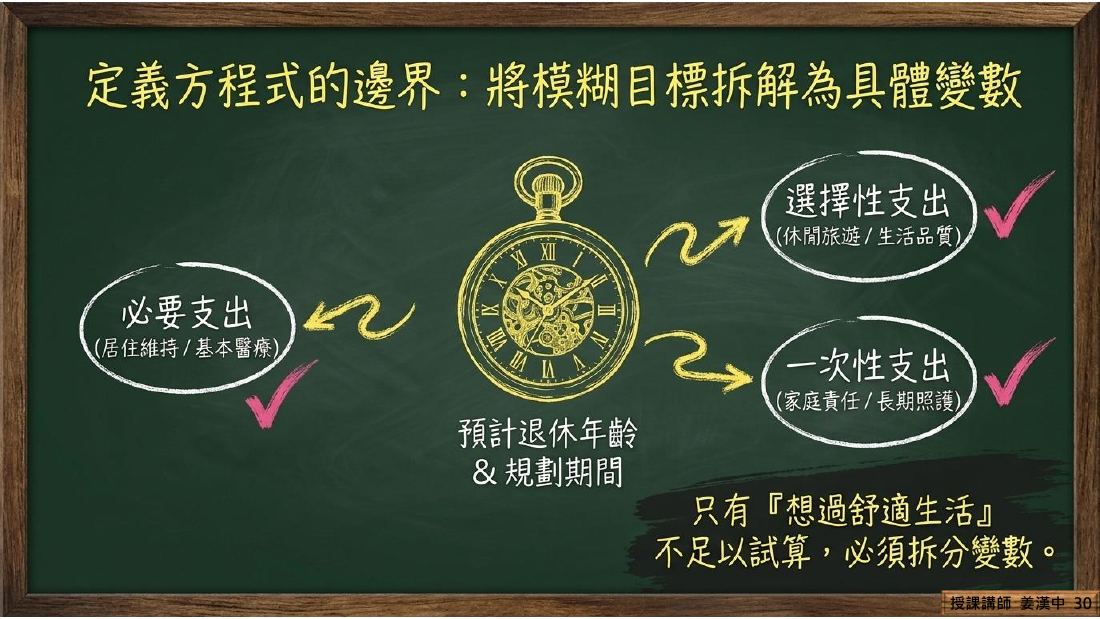 定義方程式的邊界：將模糊目標拆解為具體變數
必要支出
(居住維持 / 基本醫療)
XII
I
III
VI
預計退休年齡
& 規劃期間
選擇性支出
(休閒旅遊 / 生活品質)
一次性支出
(家庭責任 / 長期照護)
只有『想過舒適生活』
不足以試算，必須拆分變數。
授課講師 姜漢中 30